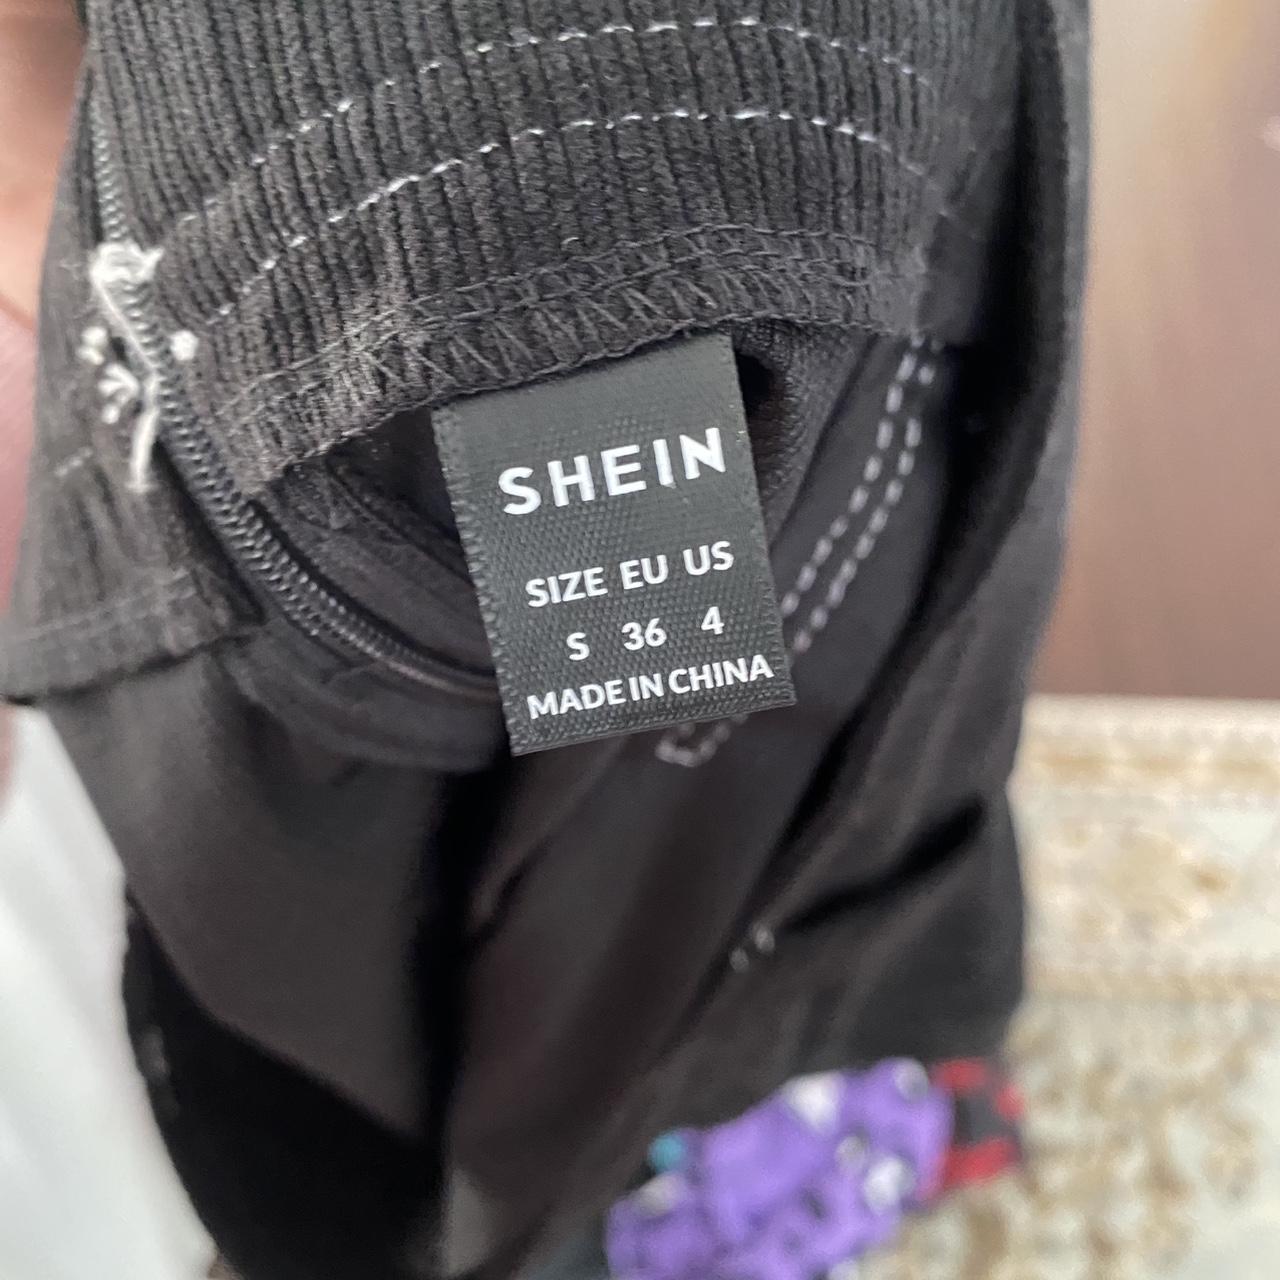 SHEIN
SIZE EU US
S 36 4
MADE IN CHINA